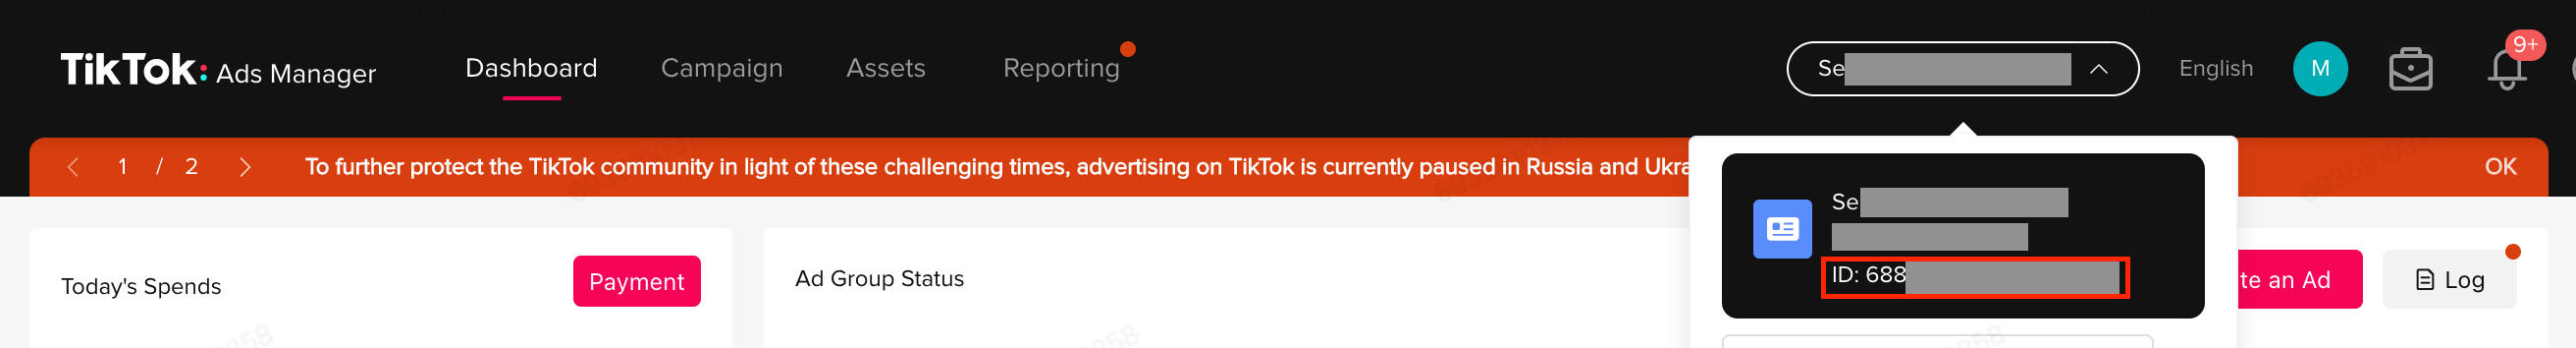 TikTok: Ads Manager
Dashboard
Campaign
Assets
Reporting
Se
English
M
9+
1 / 2
To further protect the TikTok community in light of these challenging times, advertising on TikTok is currently paused in Russia and Ukra
OK
Se
ID: 688
Today's Spends
Payment
Ad Group Status
te an Ad
Log